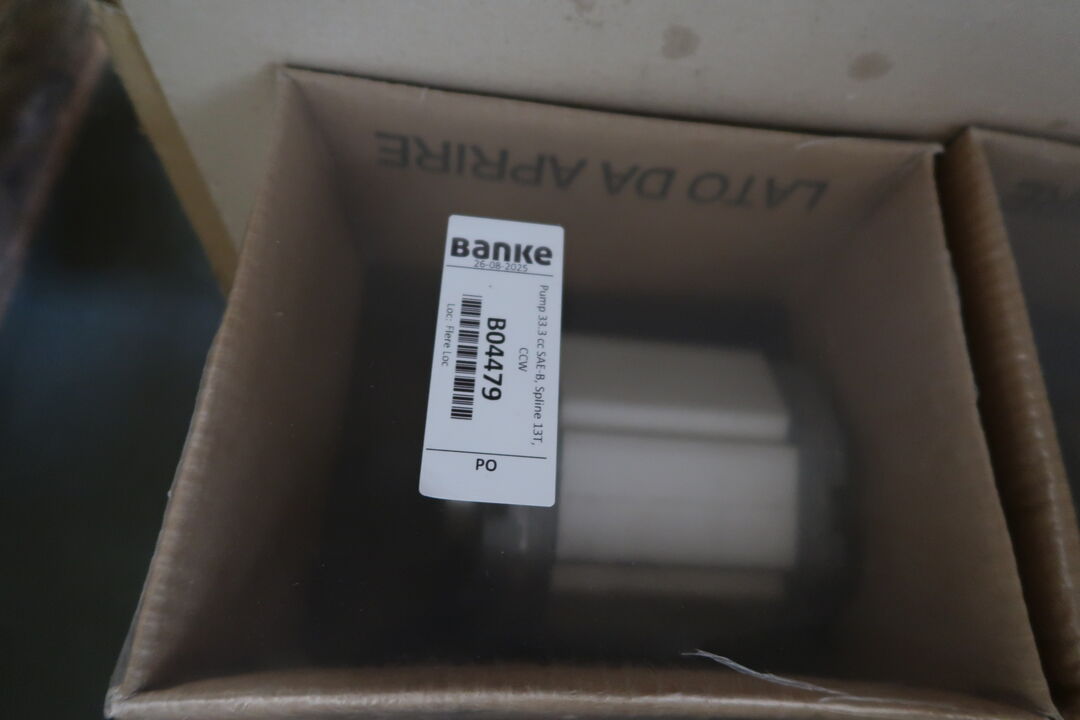 LATO DA APRIRE
Banke
26-08-2025
Pump 33.3 cc SAE-B, Spline 13T,
CCW
B04479
Loc: Flere Loc
PO